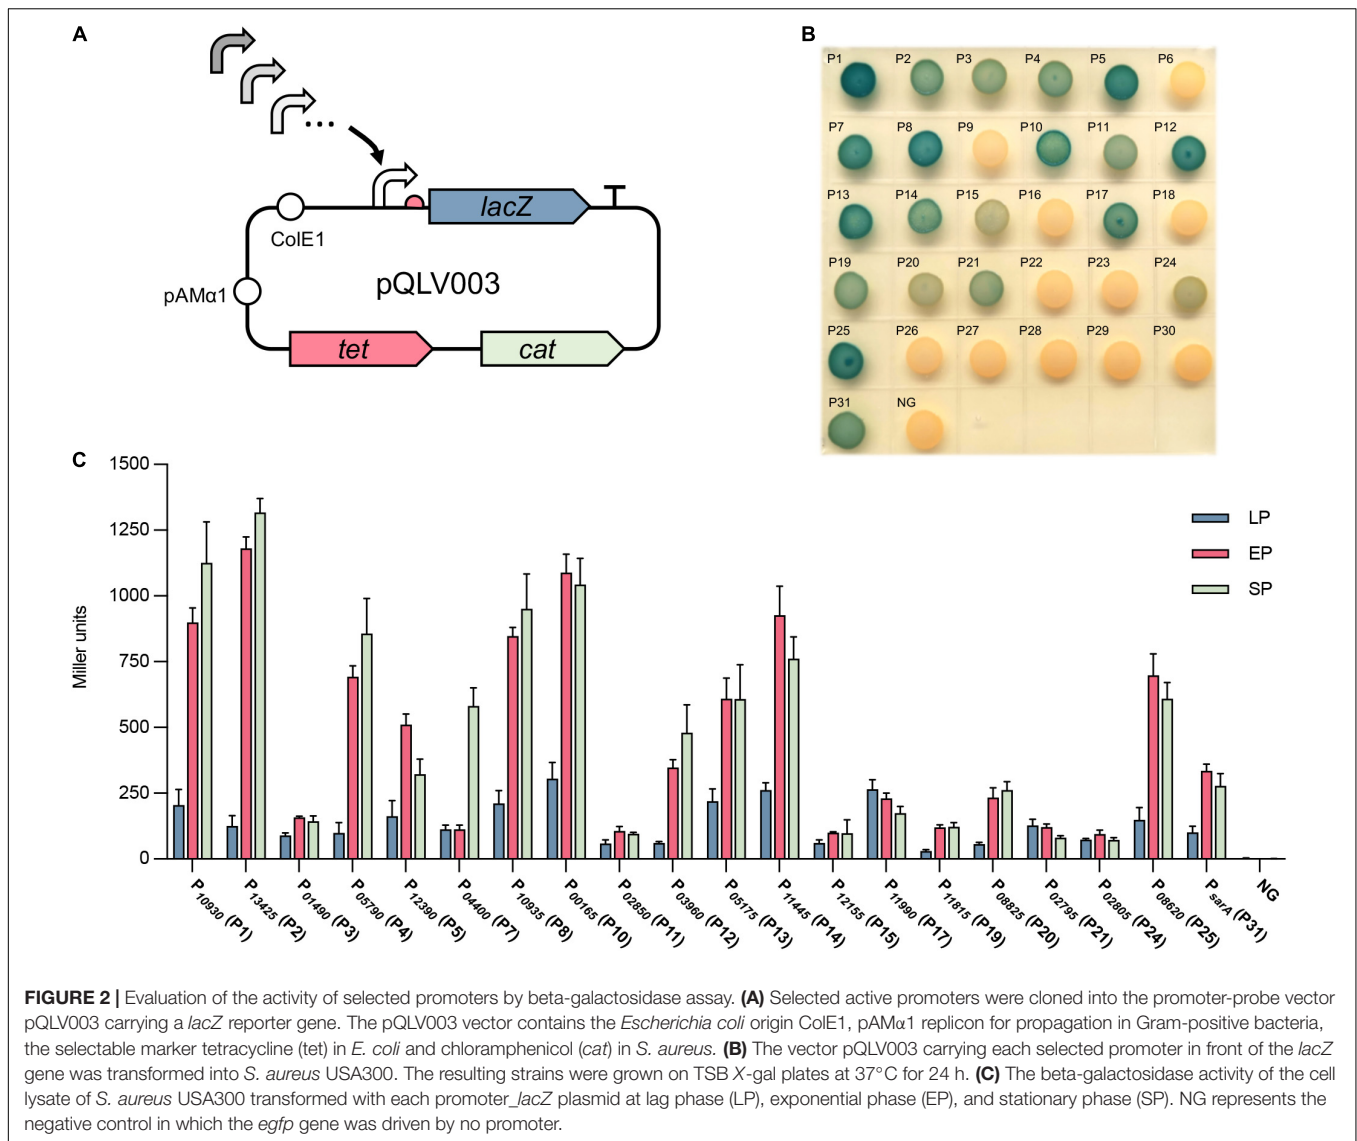 A
B
...
lacZ
ColE1
pAMα1
pQLV003
tet
cat
P1 P2 P3 P4 P5 P6
P7 P8 P9 P10 P11 P12
P13 P14 P15 P16 P17 P18
P19 P20 P21 P22 P23 P24
P25 P26 P27 P28 P29 P30
P31 NG
C
Miller units
1500
1250
1000
750
500
250
0
LP
EP
SP
P10930 (P1)
P13425 (P2)
P01490 (P3)
P05790 (P4)
P12390 (P5)
P04400 (P7)
P10935 (P8)
P00165 (P10)
P02850 (P11)
P03960 (P12)
P05175 (P13)
P11445 (P14)
P12155 (P15)
P11990 (P17)
P11815 (P19)
P08825 (P20)
P02795 (P21)
P02805 (P24)
P08620 (P25)
PsarA (P31)
NG
FIGURE 2 | Evaluation of the activity of selected promoters by beta-galactosidase assay. (A) Selected active promoters were cloned into the promoter-probe vector
pQLV003 carrying a lacZ reporter gene. The pQLV003 vector contains the Escherichia coli origin ColE1, pAMα1 replicon for propagation in Gram-positive bacteria,
the selectable marker tetracycline (tet) in E. coli and chloramphenicol (cat) in S. aureus. (B) The vector pQLV003 carrying each selected promoter in front of the lacZ
gene was transformed into S. aureus USA300. The resulting strains were grown on TSB X-gal plates at 37°C for 24 h. (C) The beta-galactosidase activity of the cell
lysate of S. aureus USA300 transformed with each promoter_lacZ plasmid at lag phase (LP), exponential phase (EP), and stationary phase (SP). NG represents the
negative control in which the egfp gene was driven by no promoter.